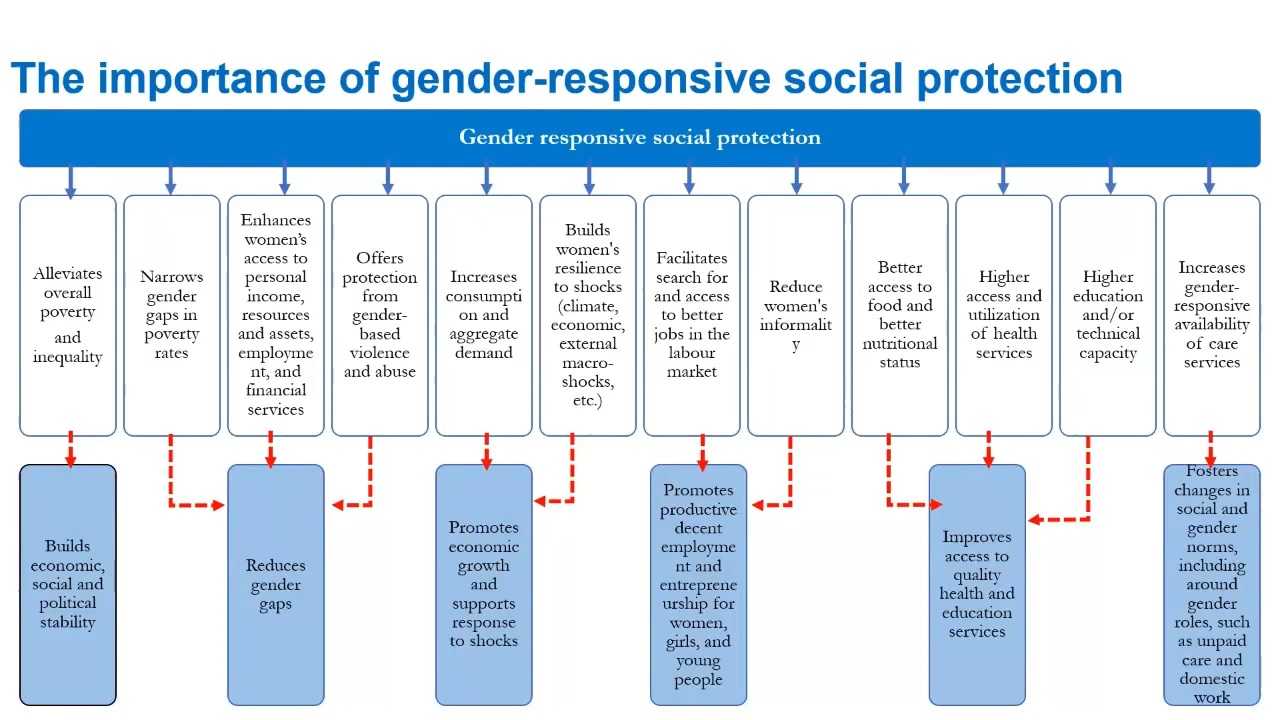 The importance of gender-responsive social protection
Gender responsive social protection
Alleviates
overall
poverty
and
inequality
Narrows
gender
gaps in
poverty
rates
Enhances
women’s
access to
personal
income,
resources
and assets,
employme
nt, and
financial
services
Offers
protection
from
gender-
based
violence
and abuse
Increases
consumpti
on and
aggregate
demand
Builds
women's
resilience
to shocks
(climate,
economic,
external
macro-
shocks,
etc.)
Facilitates
search for
and access
to better
jobs in the
labour
market
Reduce
women's
informalit
y
Better
access to
food and
better
nutritional
status
Higher
access and
utilization
of health
services
Higher
education
and/or
technical
capacity
Increases
gender-
responsive
availability
of care
services
Builds
economic,
social and
political
stability
Reduces
gender
gaps
Promotes
economic
growth
and
supports
response
to shocks
Promotes
productive
decent
employme
nt and
entreprene
urship for
women,
girls, and
young
people
Improves
access to
quality
health and
education
services
Fosters
changes in
social and
gender
norms,
including
around
gender
roles, such
as unpaid
care and
domestic
work